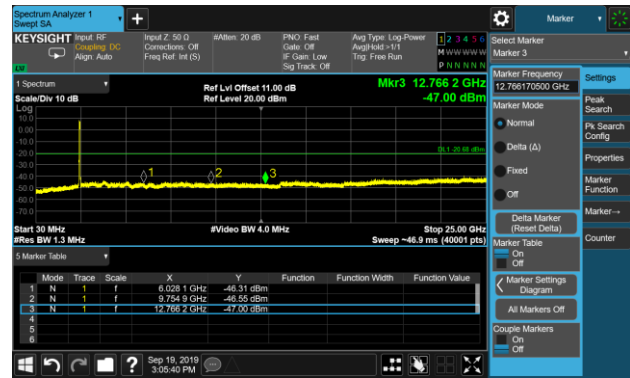 Spectrum Analyzer 1
Swept SA
Marker
KEYSIGHT
Input: RF
Coupling: DC
Align: Auto
Input Z: 50 Ω
Corrections: Off
Freq Ref: Int (S)
#Atten: 20 dB
PNO: Fast
Gate: Off
IF Gain: Low
Sig Track: Off
Avg Type: Log-Power
Avg|Hold:>1/1
Trig: Free Run
1 2 3 4 5 6
M W W W W W
P N N N N N
Select Marker
Marker 3
1 Spectrum
Scale/Div 10 dB
Log
Ref Lvl Offset 11.00 dB
Ref Level 20.00 dBm
Mkr3 12.766 2 GHz
-47.00 dBm
10.0
0.00
-10.0
-20.0
-30.0
-40.0
-50.0
-60.0
-70.0
DL1 -20.68 dBm
1
2
3
Start 30 MHz
#Res BW 1.3 MHz
#Video BW 4.0 MHz
Stop 25.00 GHz
Sweep ~46.9 ms (40001 pts)
5 Marker Table
Mode Trace Scale X Y Function Function Width Function Value
1 N 1 f 6.028 1 GHz -46.31 dBm
2 N 1 f 9.754 9 GHz -46.55 dBm
3 N 1 f 12.766 2 GHz -47.00 dBm
4
5
6
Marker Frequency
12.766170500 GHz
Marker Mode
Normal
Delta (Δ)
Fixed
Off
Delta Marker
(Reset Delta)
Marker Table
On
Off
Marker Settings
Diagram
All Markers Off
Couple Markers
On
Off
Settings
Peak
Search
Pk Search
Config
Properties
Marker
Function
Marker→
Counter
Sep 19, 2019
3:05:40 PM